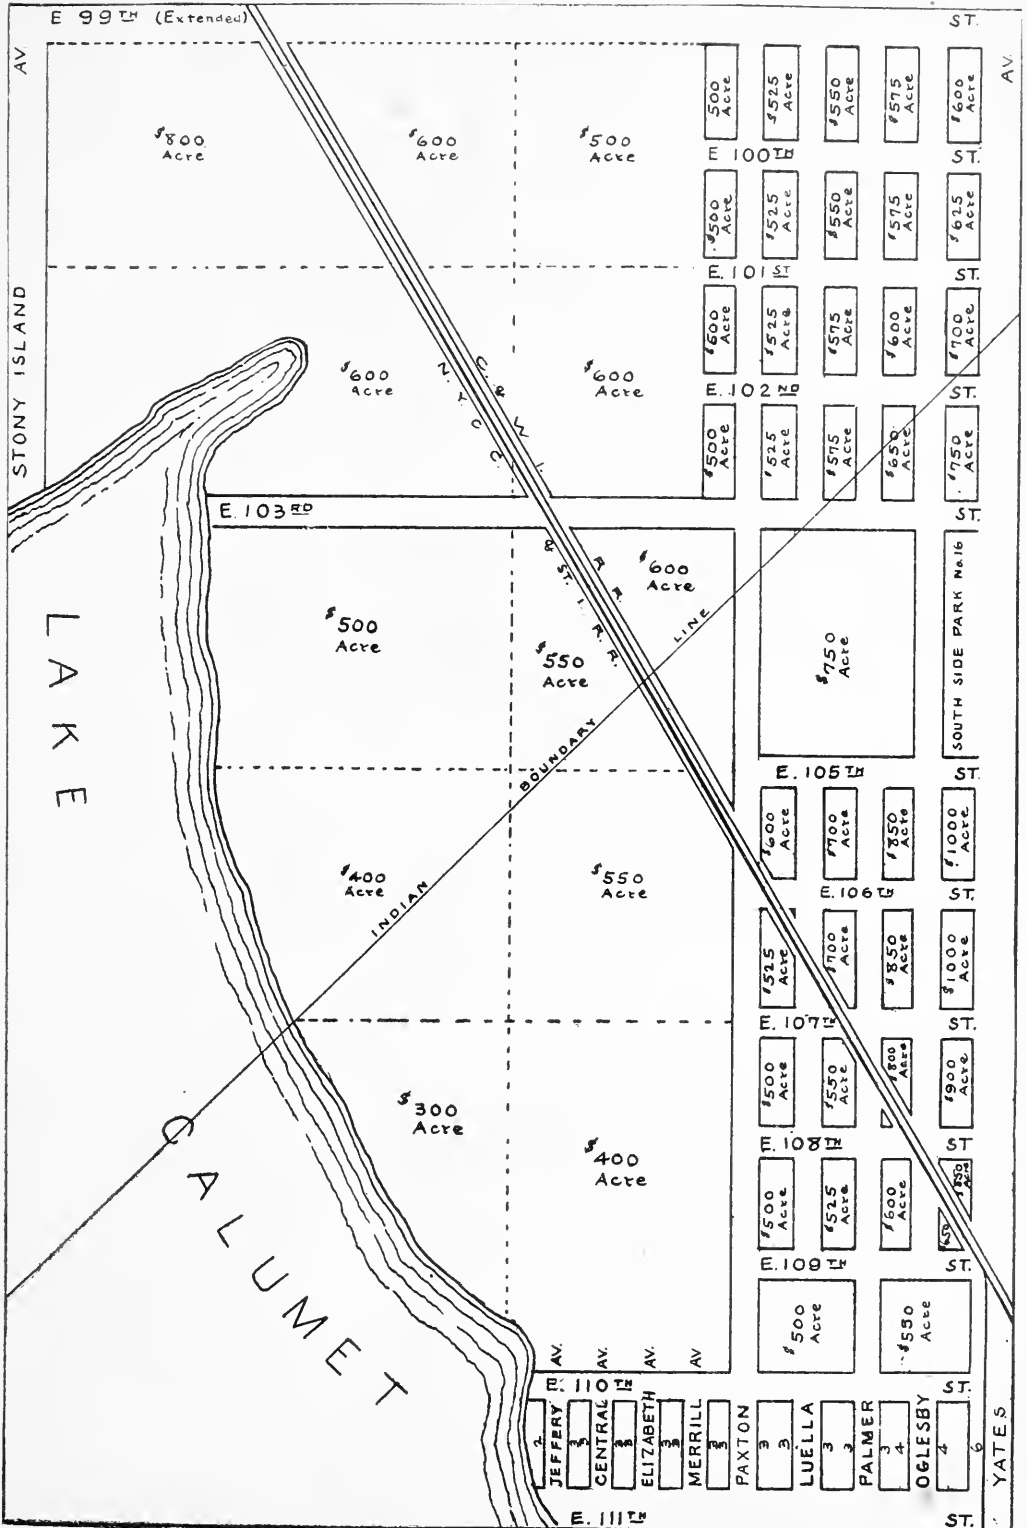 E 99TH (Extended) ST.
AV.
AV.
STONY ISLAND
$800
Acre
$600
Acre
$500
Acre
500
Acre
$525
Acre
$550
Acre
$575
Acre
$600
Acre
E 100TH ST.
$500
Acre
$525
Acre
$550
Acre
$575
Acre
$625
Acre
E. 101ST ST.
$600
Acre
$600
Acre
$600
Acre
$525
Acre
$575
Acre
$600
Acre
$700
Acre
E. 102ND ST.
$500
Acre
$525
Acre
$575
Acre
$650
Acre
$750
Acre
C. & W. I.
R. R.
N. Y. C.
& ST. L. R. R.
E. 103RD ST.
$500
Acre
$550
Acre
$600
Acre
$750
Acre
SOUTH SIDE PARK No. 16
INDIAN BOUNDARY LINE
LAKE
CALUMET
E. 105TH ST.
$400
Acre
$550
Acre
$600
Acre
$700
Acre
$850
Acre
$1000
Acre
E. 106TH ST.
$525
Acre
$700
Acre
$850
Acre
$1000
Acre
E. 107TH ST.
$300
Acre
$400
Acre
$500
Acre
$550
Acre
$800
Acre
$900
Acre
E. 108TH ST
$500
Acre
$525
Acre
$600
Acre
$850
Acre
$650
E. 109TH ST.
$500
Acre
$550
Acre
AV. AV. AV. AV
E. 110TH ST.
2
JEFFERY
3 3
CENTRAL
3 3
ELIZABETH
3 3
MERRILL
3 3
PAXTON
3 3
LUELLA
3 3
PALMER
3 4
OGLESBY
4 6
YATES
E. 111TH ST.